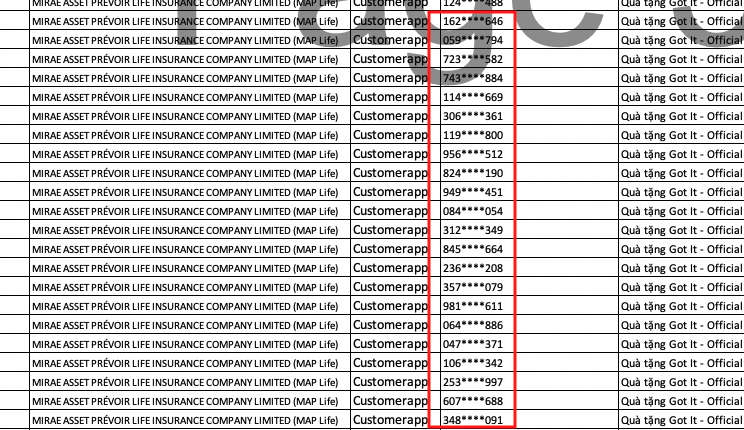 MIRAE ASSET PRÉVOIR LIFE INSURANCE COMPANY LIMITED (MAP Life) Customerapp 124****488 Quà tặng Got It - Official
MIRAE ASSET PRÉVOIR LIFE INSURANCE COMPANY LIMITED (MAP Life) Customerapp 162****646 Quà tặng Got It - Official
MIRAE ASSET PRÉVOIR LIFE INSURANCE COMPANY LIMITED (MAP Life) Customerapp 059****794 Quà tặng Got It - Official
MIRAE ASSET PRÉVOIR LIFE INSURANCE COMPANY LIMITED (MAP Life) Customerapp 723****582 Quà tặng Got It - Official
MIRAE ASSET PRÉVOIR LIFE INSURANCE COMPANY LIMITED (MAP Life) Customerapp 743****884 Quà tặng Got It - Official
MIRAE ASSET PRÉVOIR LIFE INSURANCE COMPANY LIMITED (MAP Life) Customerapp 114****669 Quà tặng Got It - Official
MIRAE ASSET PRÉVOIR LIFE INSURANCE COMPANY LIMITED (MAP Life) Customerapp 306****361 Quà tặng Got It - Official
MIRAE ASSET PRÉVOIR LIFE INSURANCE COMPANY LIMITED (MAP Life) Customerapp 119****800 Quà tặng Got It - Official
MIRAE ASSET PRÉVOIR LIFE INSURANCE COMPANY LIMITED (MAP Life) Customerapp 956****512 Quà tặng Got It - Official
MIRAE ASSET PRÉVOIR LIFE INSURANCE COMPANY LIMITED (MAP Life) Customerapp 824****190 Quà tặng Got It - Official
MIRAE ASSET PRÉVOIR LIFE INSURANCE COMPANY LIMITED (MAP Life) Customerapp 949****451 Quà tặng Got It - Official
MIRAE ASSET PRÉVOIR LIFE INSURANCE COMPANY LIMITED (MAP Life) Customerapp 084****054 Quà tặng Got It - Official
MIRAE ASSET PRÉVOIR LIFE INSURANCE COMPANY LIMITED (MAP Life) Customerapp 312****349 Quà tặng Got It - Official
MIRAE ASSET PRÉVOIR LIFE INSURANCE COMPANY LIMITED (MAP Life) Customerapp 845****664 Quà tặng Got It - Official
MIRAE ASSET PRÉVOIR LIFE INSURANCE COMPANY LIMITED (MAP Life) Customerapp 236****208 Quà tặng Got It - Official
MIRAE ASSET PRÉVOIR LIFE INSURANCE COMPANY LIMITED (MAP Life) Customerapp 357****079 Quà tặng Got It - Official
MIRAE ASSET PRÉVOIR LIFE INSURANCE COMPANY LIMITED (MAP Life) Customerapp 981****611 Quà tặng Got It - Official
MIRAE ASSET PRÉVOIR LIFE INSURANCE COMPANY LIMITED (MAP Life) Customerapp 064****886 Quà tặng Got It - Official
MIRAE ASSET PRÉVOIR LIFE INSURANCE COMPANY LIMITED (MAP Life) Customerapp 047****371 Quà tặng Got It - Official
MIRAE ASSET PRÉVOIR LIFE INSURANCE COMPANY LIMITED (MAP Life) Customerapp 106****342 Quà tặng Got It - Official
MIRAE ASSET PRÉVOIR LIFE INSURANCE COMPANY LIMITED (MAP Life) Customerapp 253****997 Quà tặng Got It - Official
MIRAE ASSET PRÉVOIR LIFE INSURANCE COMPANY LIMITED (MAP Life) Customerapp 607****688 Quà tặng Got It - Official
MIRAE ASSET PRÉVOIR LIFE INSURANCE COMPANY LIMITED (MAP Life) Customerapp 348****091 Quà tặng Got It - Official